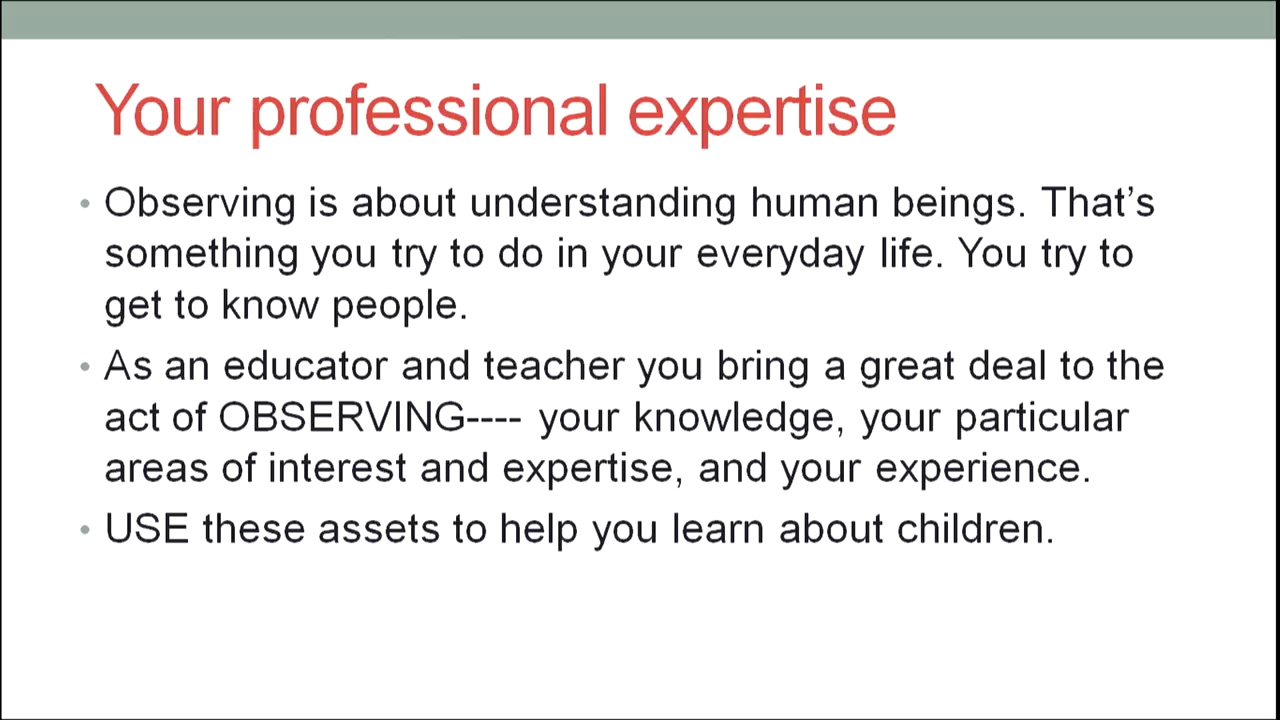 Your professional expertise
• Observing is about understanding human beings. That’s
something you try to do in your everyday life. You try to
get to know people.
• As an educator and teacher you bring a great deal to the
act of OBSERVING---- your knowledge, your particular
areas of interest and expertise, and your experience.
• USE these assets to help you learn about children.